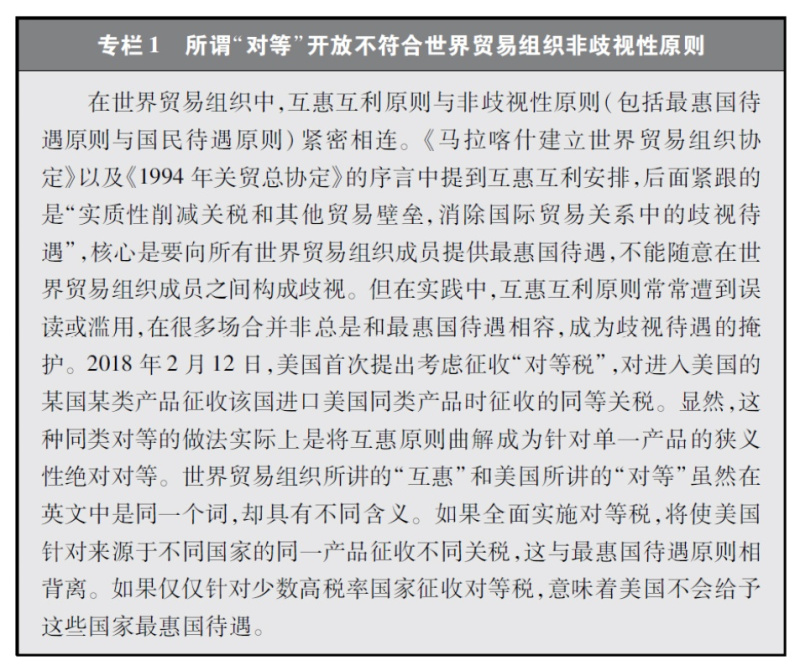 专栏1 所谓“对等”开放不符合世界贸易组织非歧视性原则
在世界贸易组织中,互惠互利原则与非歧视性原则(包括最惠国待
遇原则与国民待遇原则)紧密相连。《马拉喀什建立世界贸易组织协
定》以及《1994年关贸总协定》的序言中提到互惠互利安排,后面紧跟的
是“实质性削减关税和其他贸易壁垒,消除国际贸易关系中的歧视待
遇”,核心是要向所有世界贸易组织成员提供最惠国待遇,不能随意在世
界贸易组织成员之间构成歧视。但在实践中,互惠互利原则常常遭到误
读或滥用,在很多场合并非总是和最惠国待遇相容,成为歧视待遇的掩
护。2018年2月12日,美国首次提出考虑征收“对等税”,对进入美国的
某国某类产品征收该国进口美国同类产品时征收的同等关税。显然,这
种同类对等的做法实际上是将互惠原则曲解成为针对单一产品的狭义
性绝对对等。世界贸易组织所讲的“互惠”和美国所讲的“对等”虽然在
英文中是同一个词,却具有不同含义。如果全面实施对等税,将使美国
针对来源于不同国家的同一产品征收不同关税,这与最惠国待遇原则相
背离。如果仅仅针对少数高税率国家征收对等税,意味着美国不会给予
这些国家最惠国待遇。